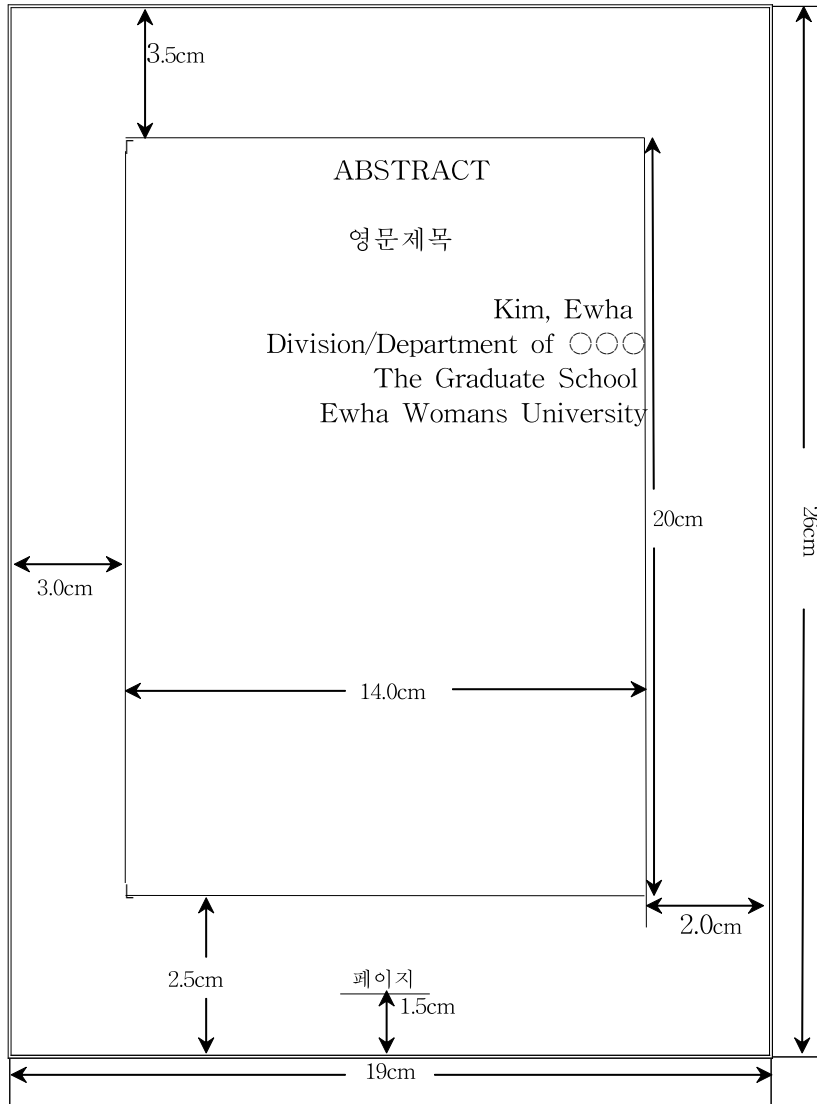 3.5cm
ABSTRACT
영문제목
Kim, Ewha
Division/Department of ○○○
The Graduate School
Ewha Womans University
20cm
26cm
3.0cm
14.0cm
2.0cm
2.5cm
페이지
1.5cm
19cm